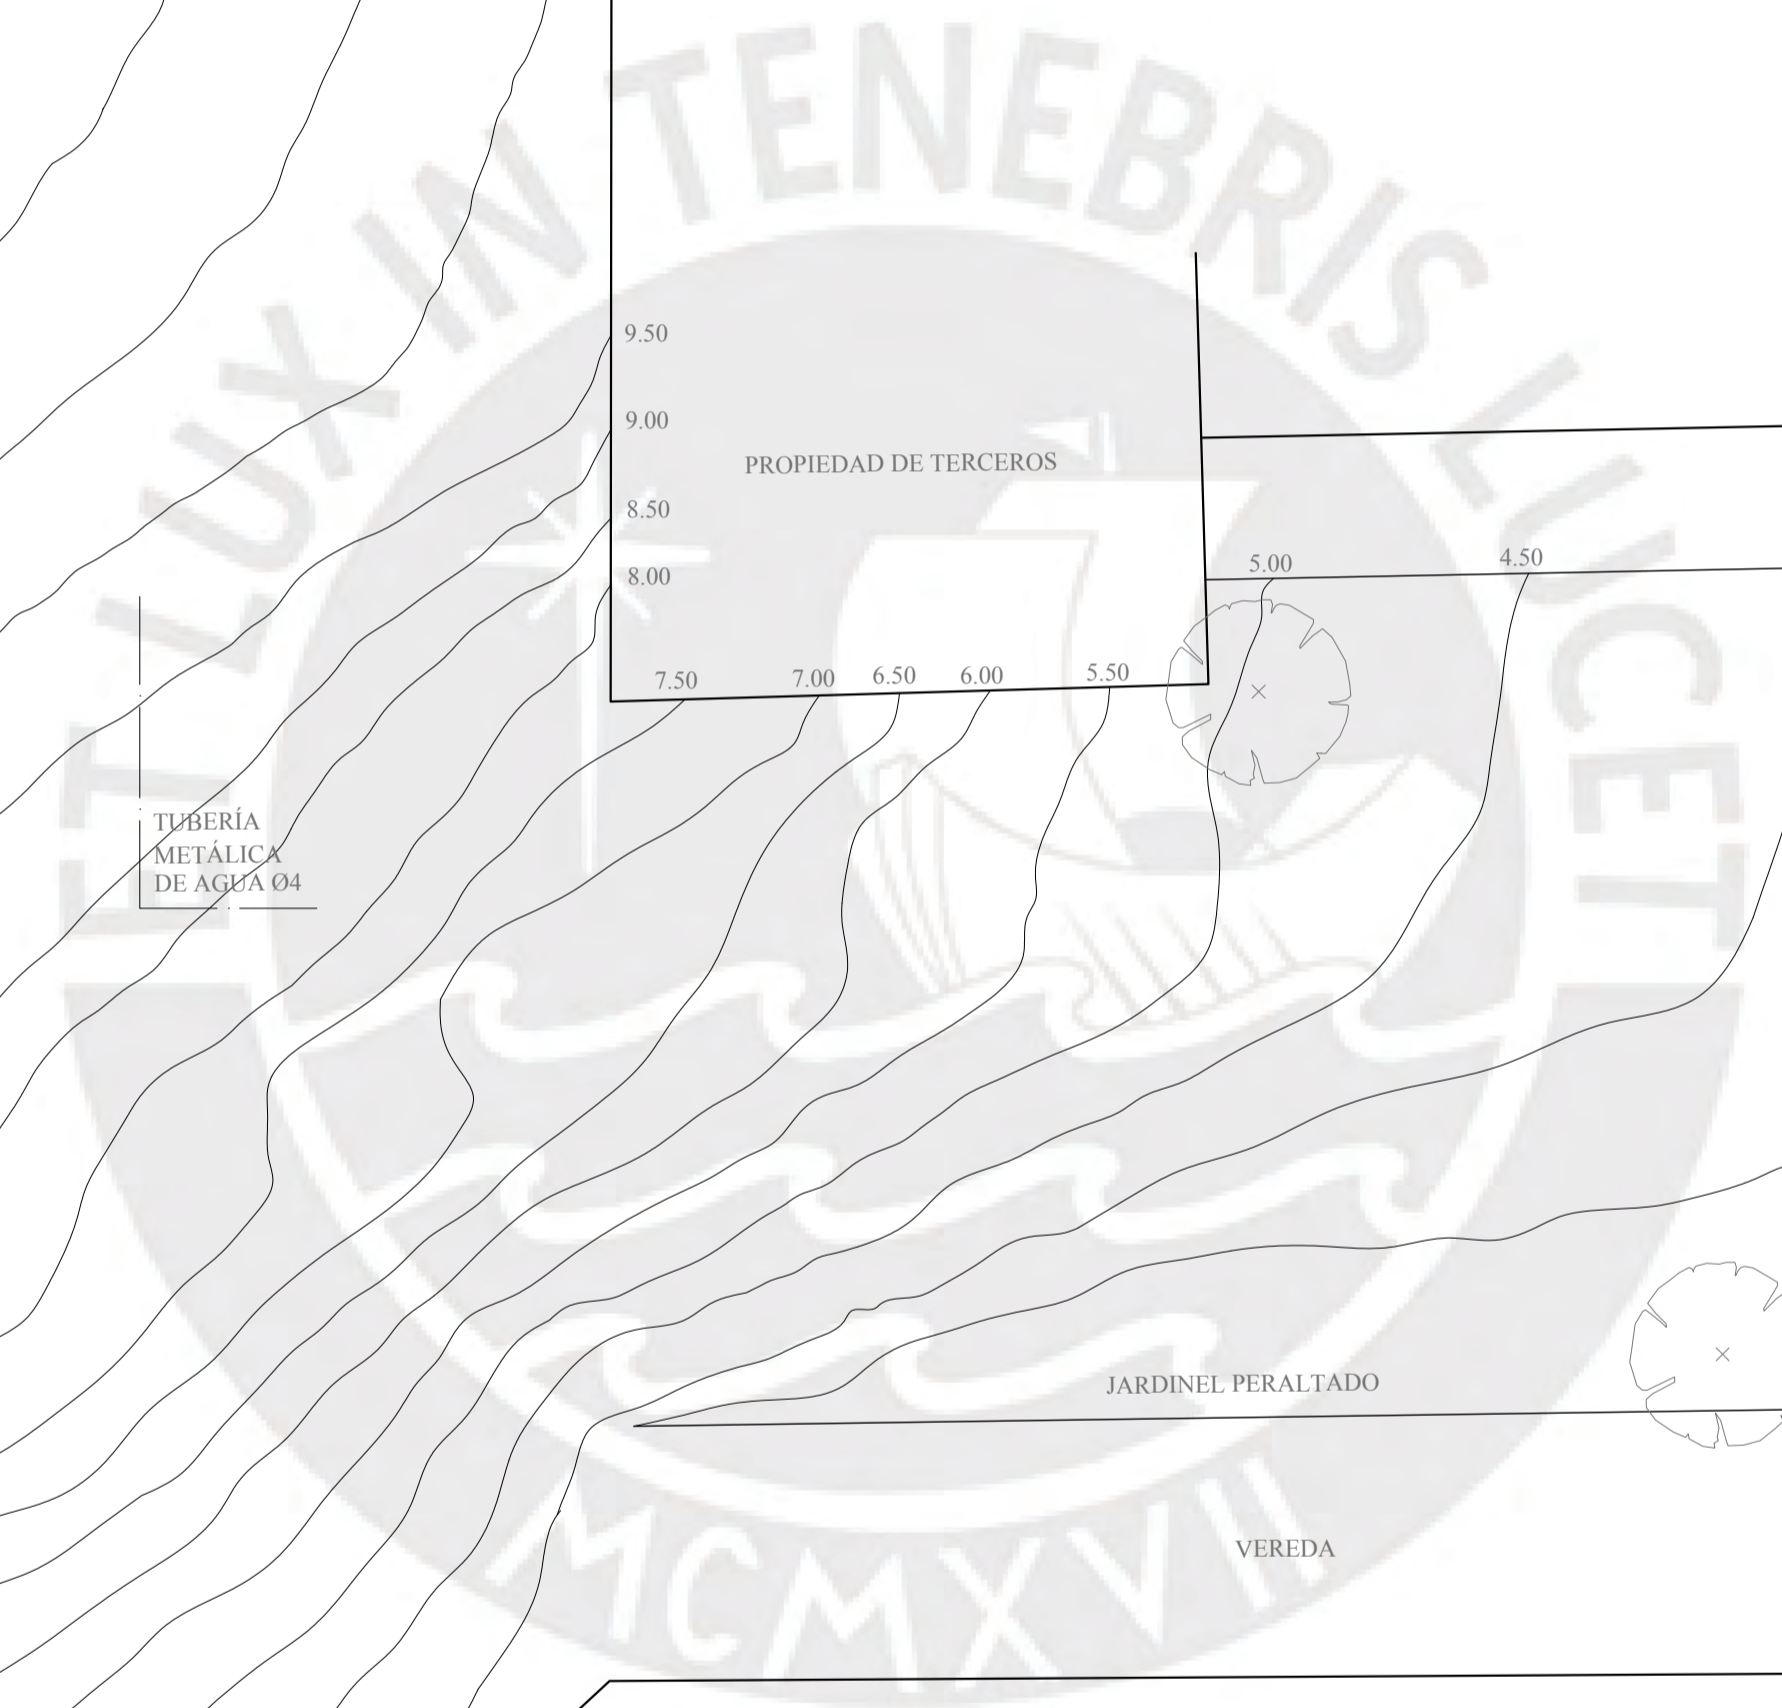 ET LUX IN TENEBRIS LUCET
9.50
9.00
PROPIEDAD DE TERCEROS
8.50
8.00
5.00
4.50
7.50
7.00
6.50
6.00
5.50
TUBERÍA
METÁLICA
DE AGUA Ø4
JARDINEL PERALTADO
VEREDA
MCMXVII